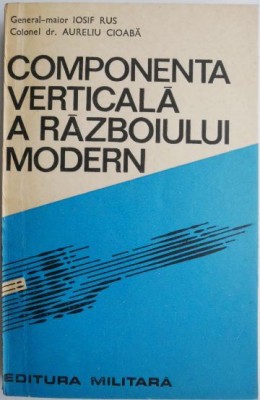 General-maior IOSIF RUS
Colonel dr. AURELIU CIOABĂ
COMPONENTA
VERTICALĂ
A RĂZBOIULUI
MODERN
EDITURA MILITARĂ